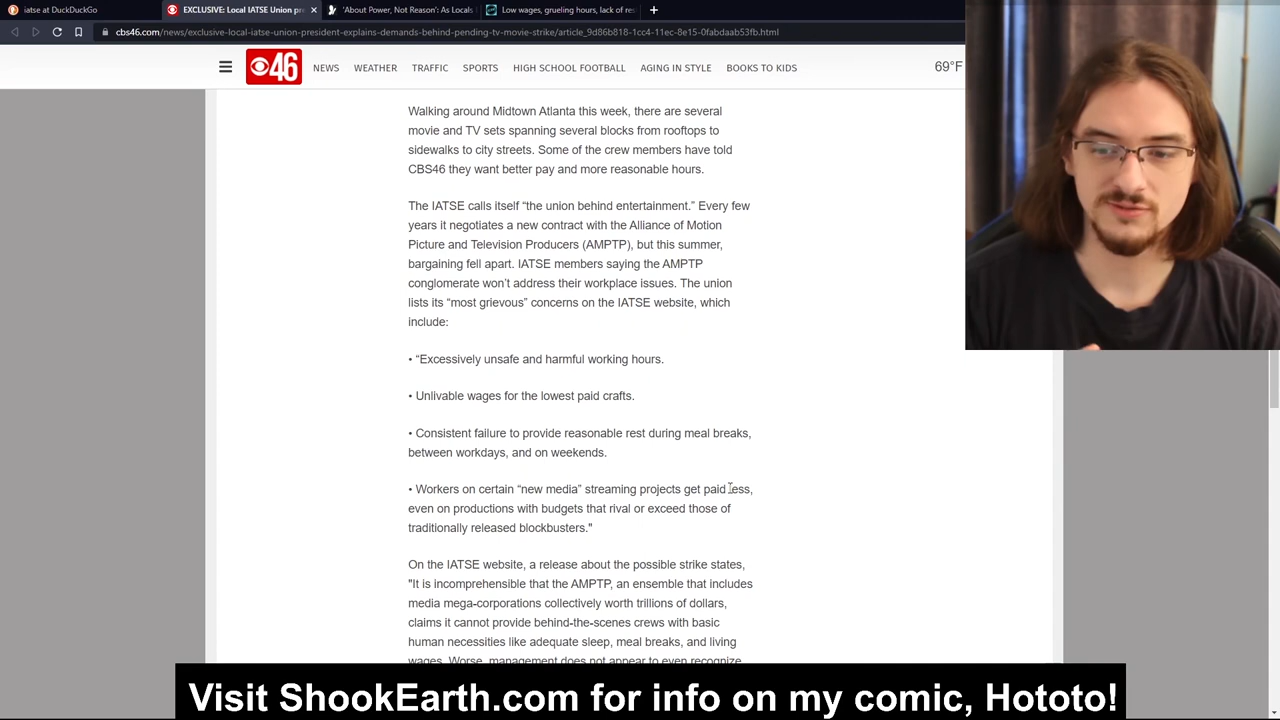 iatse at DuckDuckGo
EXCLUSIVE: Local IATSE Union pre
'About Power, Not Reason': As Locals
Low wages, grueling hours, lack of res
cbs46.com/news/exclusive-local-iatse-union-president-explains-demands-behind-pending-tv-movie-strike/article_9d86b818-1cc4-11ec-8e15-0fabdaab53fb.html
46
NEWS
WEATHER
TRAFFIC
SPORTS
HIGH SCHOOL FOOTBALL
AGING IN STYLE
BOOKS TO KIDS
69°F
Walking around Midtown Atlanta this week, there are several
movie and TV sets spanning several blocks from rooftops to
sidewalks to city streets. Some of the crew members have told
CBS46 they want better pay and more reasonable hours.
The IATSE calls itself “the union behind entertainment.” Every few
years it negotiates a new contract with the Alliance of Motion
Picture and Television Producers (AMPTP), but this summer,
bargaining fell apart. IATSE members saying the AMPTP
conglomerate won’t address their workplace issues. The union
lists its “most grievous” concerns on the IATSE website, which
include:
• “Excessively unsafe and harmful working hours.
• Unlivable wages for the lowest paid crafts.
• Consistent failure to provide reasonable rest during meal breaks,
between workdays, and on weekends.
• Workers on certain “new media” streaming projects get paid less,
even on productions with budgets that rival or exceed those of
traditionally released blockbusters."
On the IATSE website, a release about the possible strike states,
"It is incomprehensible that the AMPTP, an ensemble that includes
media mega-corporations collectively worth trillions of dollars,
claims it cannot provide behind-the-scenes crews with basic
human necessities like adequate sleep, meal breaks, and living
wages. Worse, management does not appear to even recognize
Visit ShookEarth.com for info on my comic, Hototo!